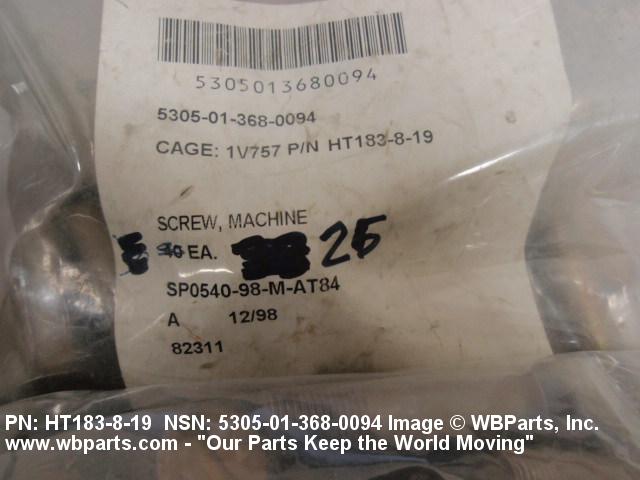 5305013680094
5305-01-368-0094
CAGE: 1V757 P/N HT183-8-19
SCREW, MACHINE
EA. 25
SP0540-98-M-AT84
A 12/98
82311
PN: HT183-8-19 NSN: 5305-01-368-0094 Image © WBParts, Inc.
www.wbparts.com - "Our Parts Keep the World Moving"